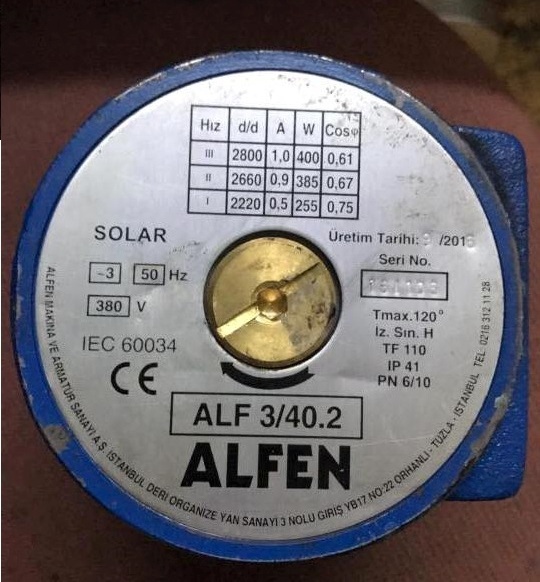 Hız d/d A W Cosφ
III 2800 1,0 400 0,61
II 2660 0,9 385 0,67
I 2220 0,5 255 0,75
SOLAR
Üretim Tarihi: /201
Seri No.
~3 50 Hz
380 V
Tmax.120°
Iz. Sın. H
TF 110
IP 41
PN 6/10
IEC 60034
CE
ALF 3/40.2
ALFEN
ALFEN MAKİNA VE ARMATÜR SANAYİ A.Ş. İSTANBUL DERİ ORGANİZE YAN SANAYİ 3 NOLU GİRİŞ YB17 NO:22 ORHANLI - TUZLA - İSTANBUL TEL. 0216 312 11 28